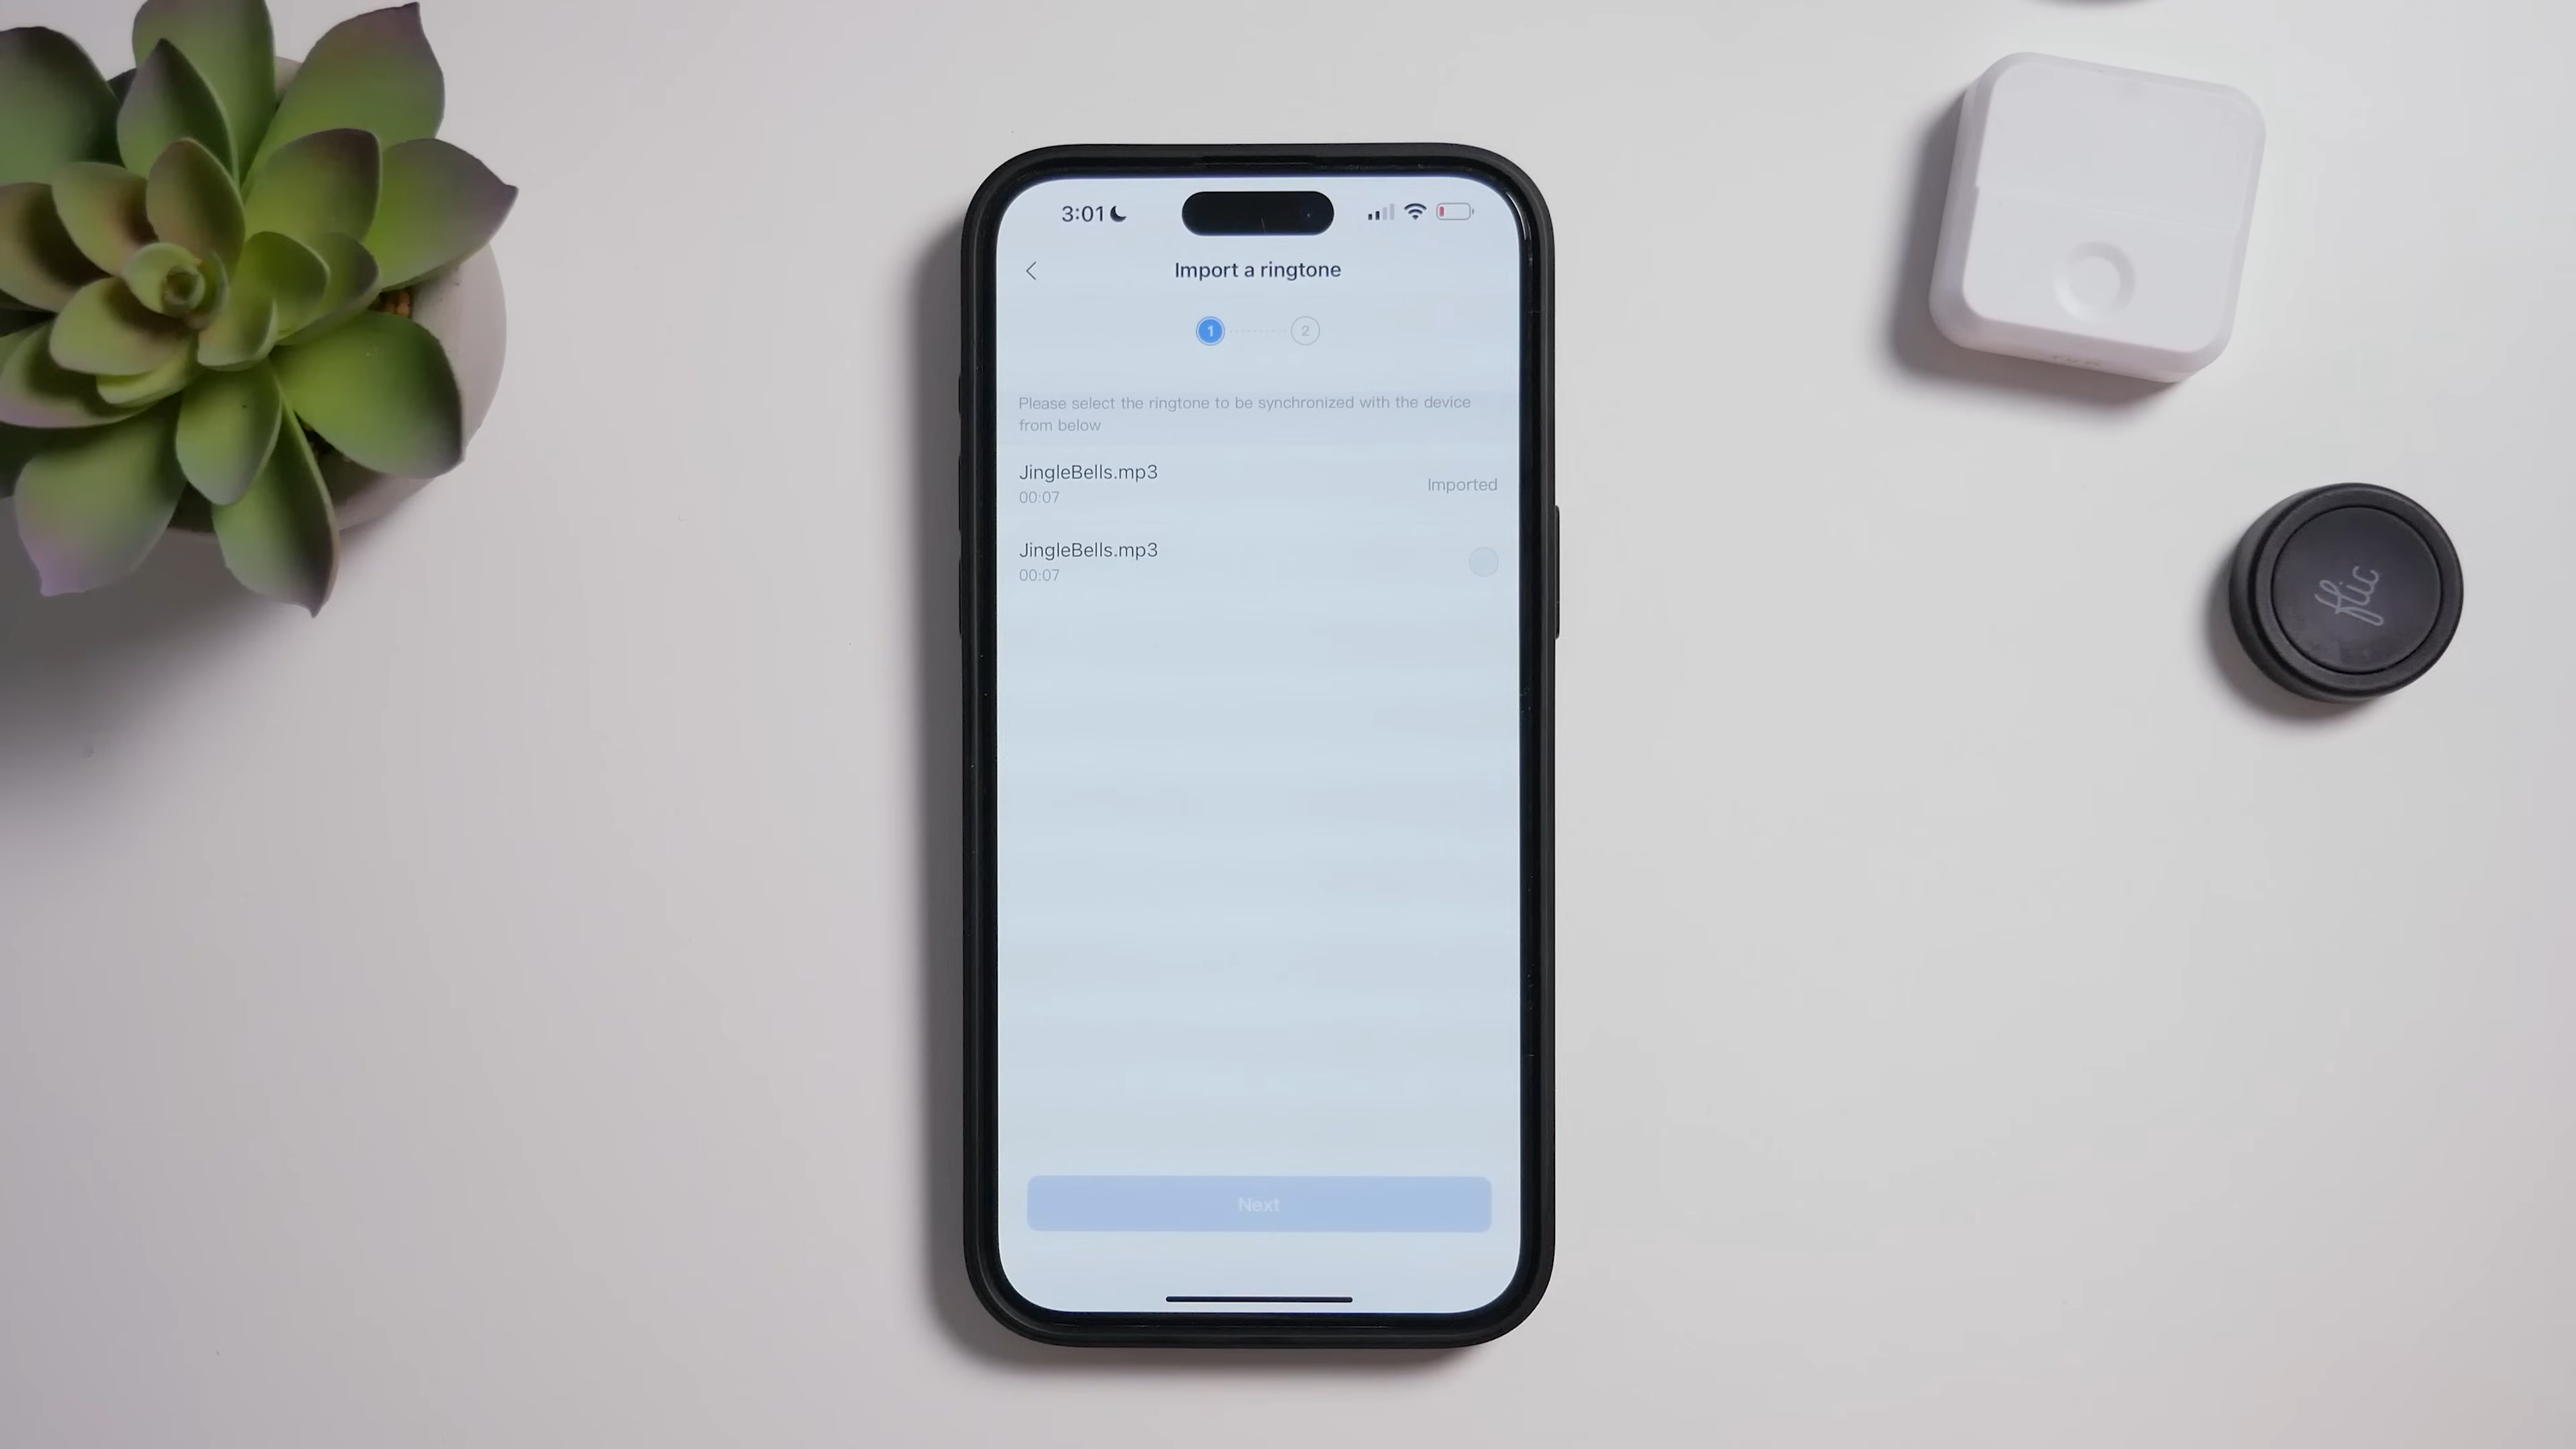 3:01
Import a ringtone
1
2
Please select the ringtone to be synchronized with the device
from below
JingleBells.mp3
00:07
Imported
JingleBells.mp3
00:07
Next
flic